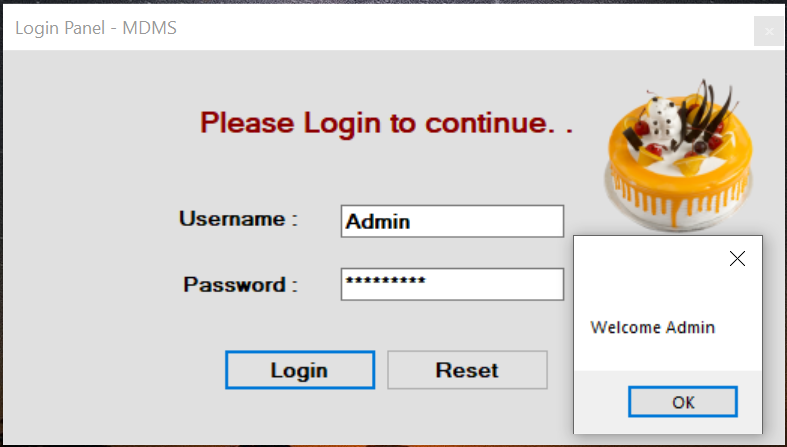 Login Panel - MDMS
Please Login to continue. .
Username :
Admin
Password :
*********
Login
Reset
Welcome Admin
OK